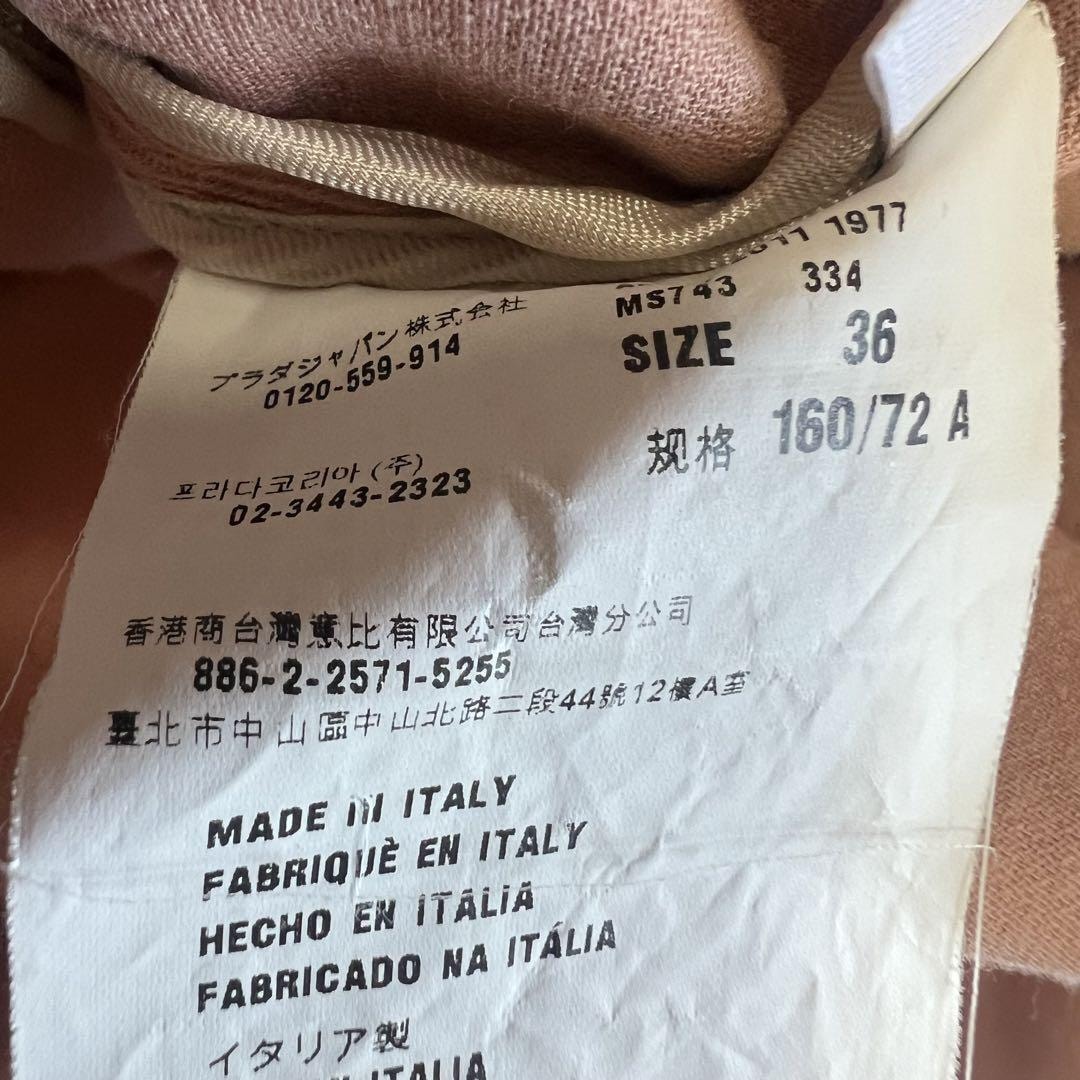 1977
MS743 334
SIZE 36
规格 160/72 A
プラダジャパン株式会社
0120-559-914
프라다코리아 (주)
02-3443-2323
香港商台灣意比有限公司台灣分公司
886-2-2571-5255
臺北市中山區中山北路二段44號12樓A室
MADE IN ITALY
FABRIQUÈ EN ITALY
HECHO EN ITALIA
FABRICADO NA ITÁLIA
イタリア製
ITALIA